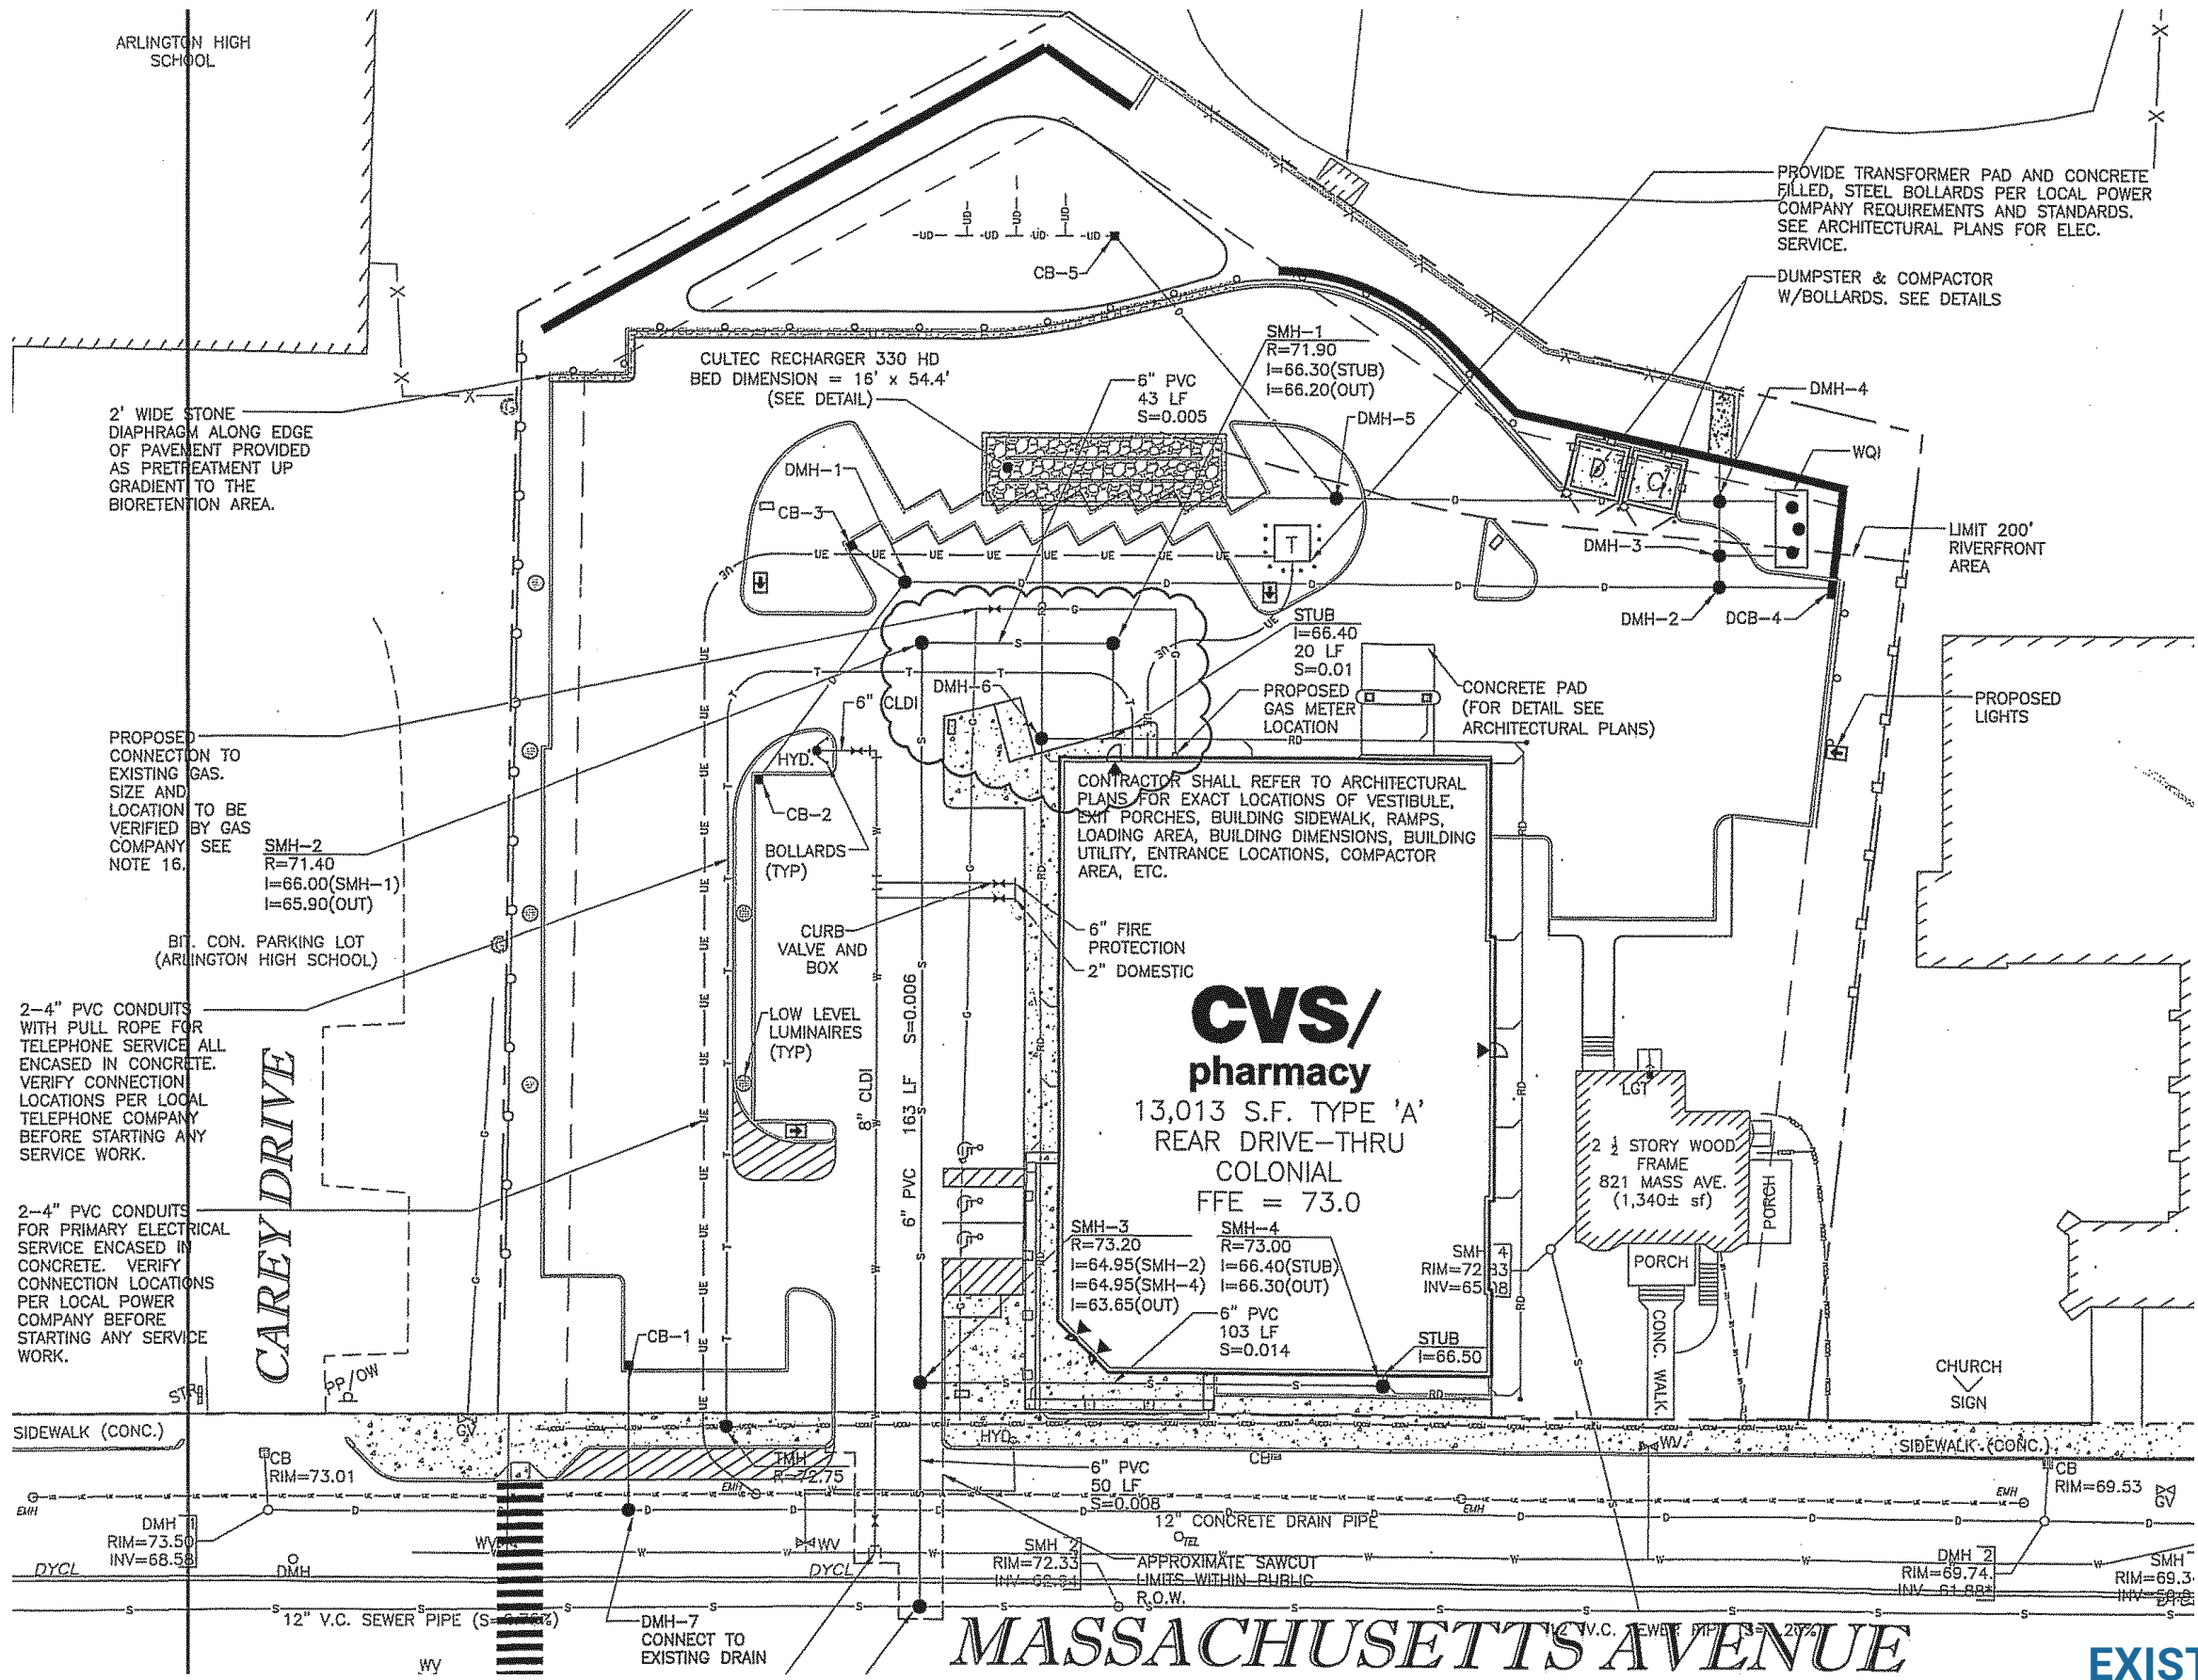 ARLINGTON HIGH
SCHOOL
PROVIDE TRANSFORMER PAD AND CONCRETE
FILLED, STEEL BOLLARDS PER LOCAL POWER
COMPANY REQUIREMENTS AND STANDARDS.
SEE ARCHITECTURAL PLANS FOR ELEC.
SERVICE.
CB-5
DUMPSTER & COMPACTOR
W/BOLLARDS. SEE DETAILS
CULTEC RECHARGER 330 HD
BED DIMENSION = 16' x 54.4'
(SEE DETAIL)
6" PVC
43 LF
S=0.005
SMH-1
R=71.90
I=66.30(STUB)
I=66.20(OUT)
DMH-5
DMH-4
WQI
2' WIDE STONE
DIAPHRAGM ALONG EDGE
OF PAVEMENT PROVIDED
AS PRETREATMENT UP
GRADIENT TO THE
BIORETENTION AREA.
DMH-1
CB-3
D
C
T
DMH-3
LIMIT 200'
RIVERFRONT
AREA
DMH-2
DCB-4
STUB
I=66.40
20 LF
S=0.01
DMH-6
6" CLDI
PROPOSED
GAS METER
LOCATION
CONCRETE PAD
(FOR DETAIL SEE
ARCHITECTURAL PLANS)
PROPOSED
LIGHTS
PROPOSED
CONNECTION TO
EXISTING GAS.
SIZE AND
LOCATION TO BE
VERIFIED BY GAS
COMPANY SEE
NOTE 16.
SMH-2
R=71.40
I=66.00(SMH-1)
I=65.90(OUT)
HYD.
CB-2
BOLLARDS
(TYP)
CONTRACTOR SHALL REFER TO ARCHITECTURAL
PLANS FOR EXACT LOCATIONS OF VESTIBULE,
EXIT PORCHES, BUILDING SIDEWALK, RAMPS,
LOADING AREA, BUILDING DIMENSIONS, BUILDING
UTILITY, ENTRANCE LOCATIONS, COMPACTOR
AREA, ETC.
BIT. CON. PARKING LOT
(ARLINGTON HIGH SCHOOL)
CURB
VALVE AND
BOX
6" FIRE
PROTECTION
2" DOMESTIC
2-4" PVC CONDUITS
WITH PULL ROPE FOR
TELEPHONE SERVICE ALL
ENCASED IN CONCRETE.
VERIFY CONNECTION
LOCATIONS PER LOCAL
TELEPHONE COMPANY
BEFORE STARTING ANY
SERVICE WORK.
LOW LEVEL
LUMINAIRES
(TYP)
8" CLDI
6" PVC 163 LF S=0.006
CAREY DRIVE
CVS/
pharmacy
13,013 S.F. TYPE 'A'
REAR DRIVE-THRU
COLONIAL
FFE = 73.0
LGT
2 ½ STORY WOOD
FRAME
821 MASS AVE.
(1,340± sf)
PORCH
PORCH
CONC. WALK.
2-4" PVC CONDUITS
FOR PRIMARY ELECTRICAL
SERVICE ENCASED IN
CONCRETE. VERIFY
CONNECTION LOCATIONS
PER LOCAL POWER
COMPANY BEFORE
STARTING ANY SERVICE
WORK.
SMH-3
R=73.20
I=64.95(SMH-2)
I=64.95(SMH-4)
I=63.65(OUT)
SMH-4
R=73.00
I=66.40(STUB)
I=66.30(OUT)
6" PVC
103 LF
S=0.014
STUB
I=66.50
SMH 4
CB-1
PP/OW
CHURCH
SIGN
SIDEWALK (CONC.)
GV
CB
RIM=73.01
TMH
R=72.75
HYD.
CB
WV
SIDEWALK (CONC.)
CB
RIM=69.53
GV
6" PVC
50 LF
S=0.008
12" CONCRETE DRAIN PIPE
EMH
EMH
EMH
EMH
DMH 1
RIM=73.50
INV=68.58
DYCL
DMH
WV
WV
DYCL
SMH 2
RIM=72.33
TEL
APPROXIMATE SAWCUT
LIMITS WITHIN PUBLIC
R.O.W.
DMH 2
RIM=69.74
SMH
12" V.C. SEWER PIPE
DMH-7
CONNECT TO
EXISTING DRAIN
WV
MASSACHUSETTS AVENUE
EXIST